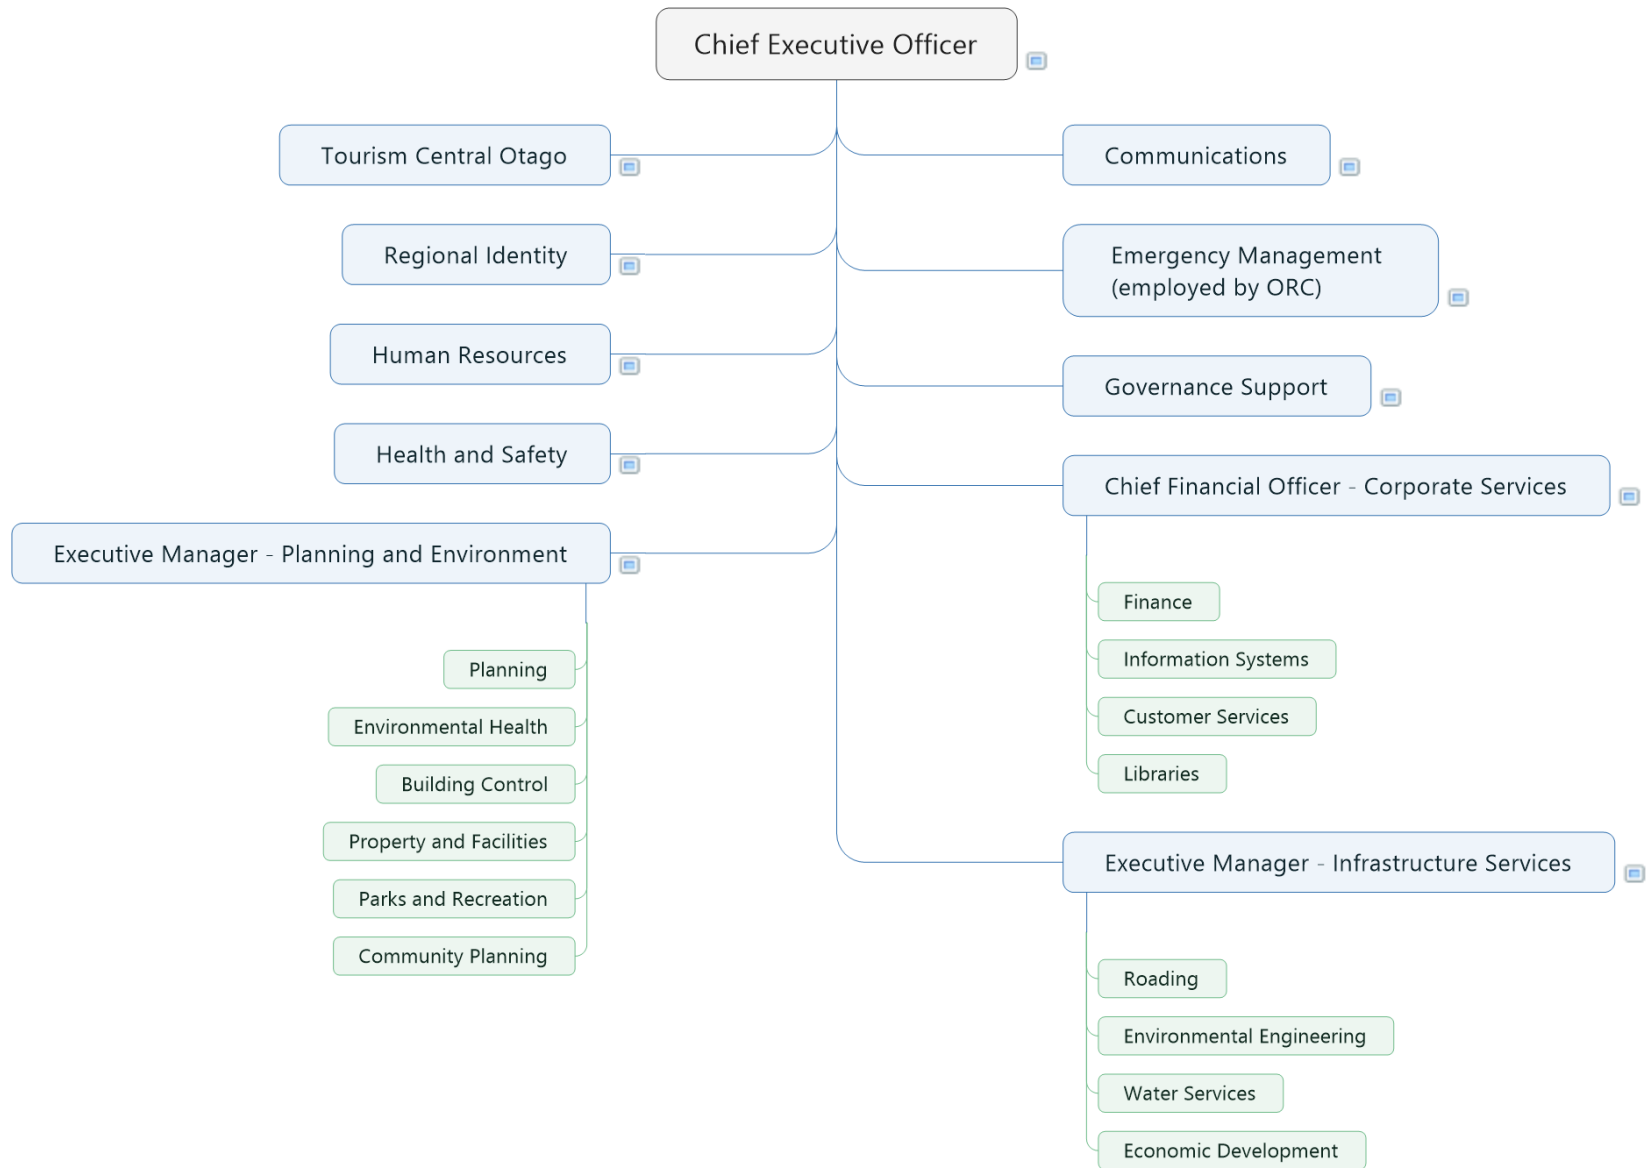 Chief Executive Officer
Tourism Central Otago
Regional Identity
Human Resources
Health and Safety
Executive Manager - Planning and Environment
Planning
Environmental Health
Building Control
Property and Facilities
Parks and Recreation
Community Planning
Communications
Emergency Management
(employed by ORC)
Governance Support
Chief Financial Officer - Corporate Services
Finance
Information Systems
Customer Services
Libraries
Executive Manager - Infrastructure Services
Roading
Environmental Engineering
Water Services
Economic Development